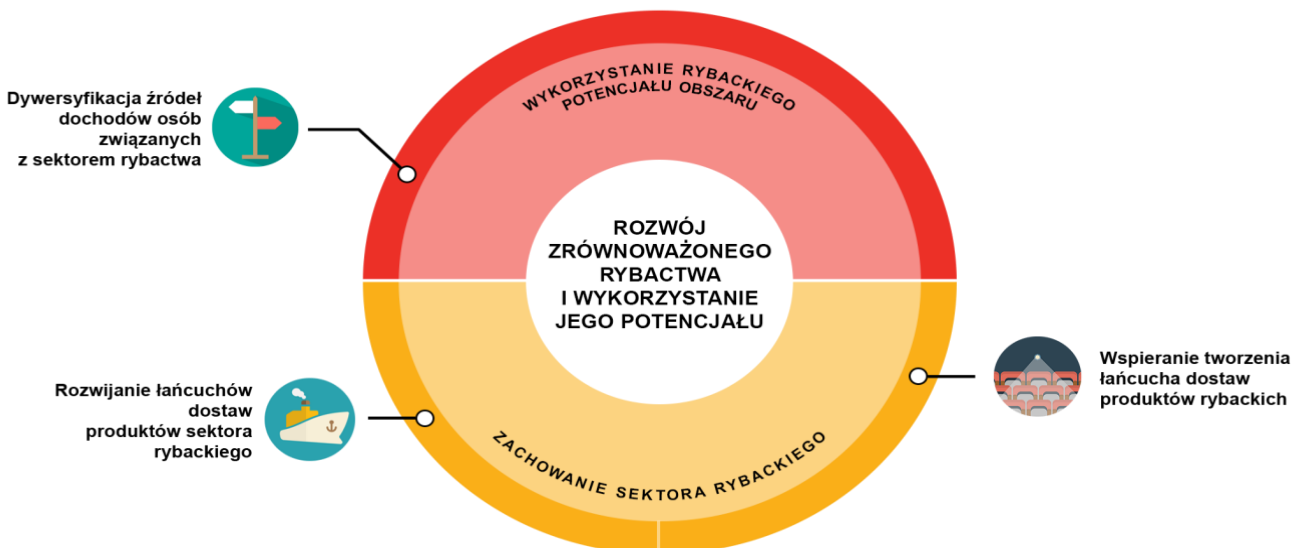 WYKORZYSTANIE RYBACKIEGO
POTENCJAŁU OBSZARU
Dywersyfikacja źródeł
dochodów osób
związanych
z sektorem rybactwa
ROZWÓJ
ZRÓWNOWAŻONEGO
RYBACTWA
I WYKORZYSTANIE
JEGO POTENCJAŁU
Rozwijanie łańcuchów
dostaw
produktów sektora
rybackiego
Wspieranie tworzenia
łańcucha dostaw
produktów rybackich
ZACHOWANIE SEKTORA RYBACKIEGO